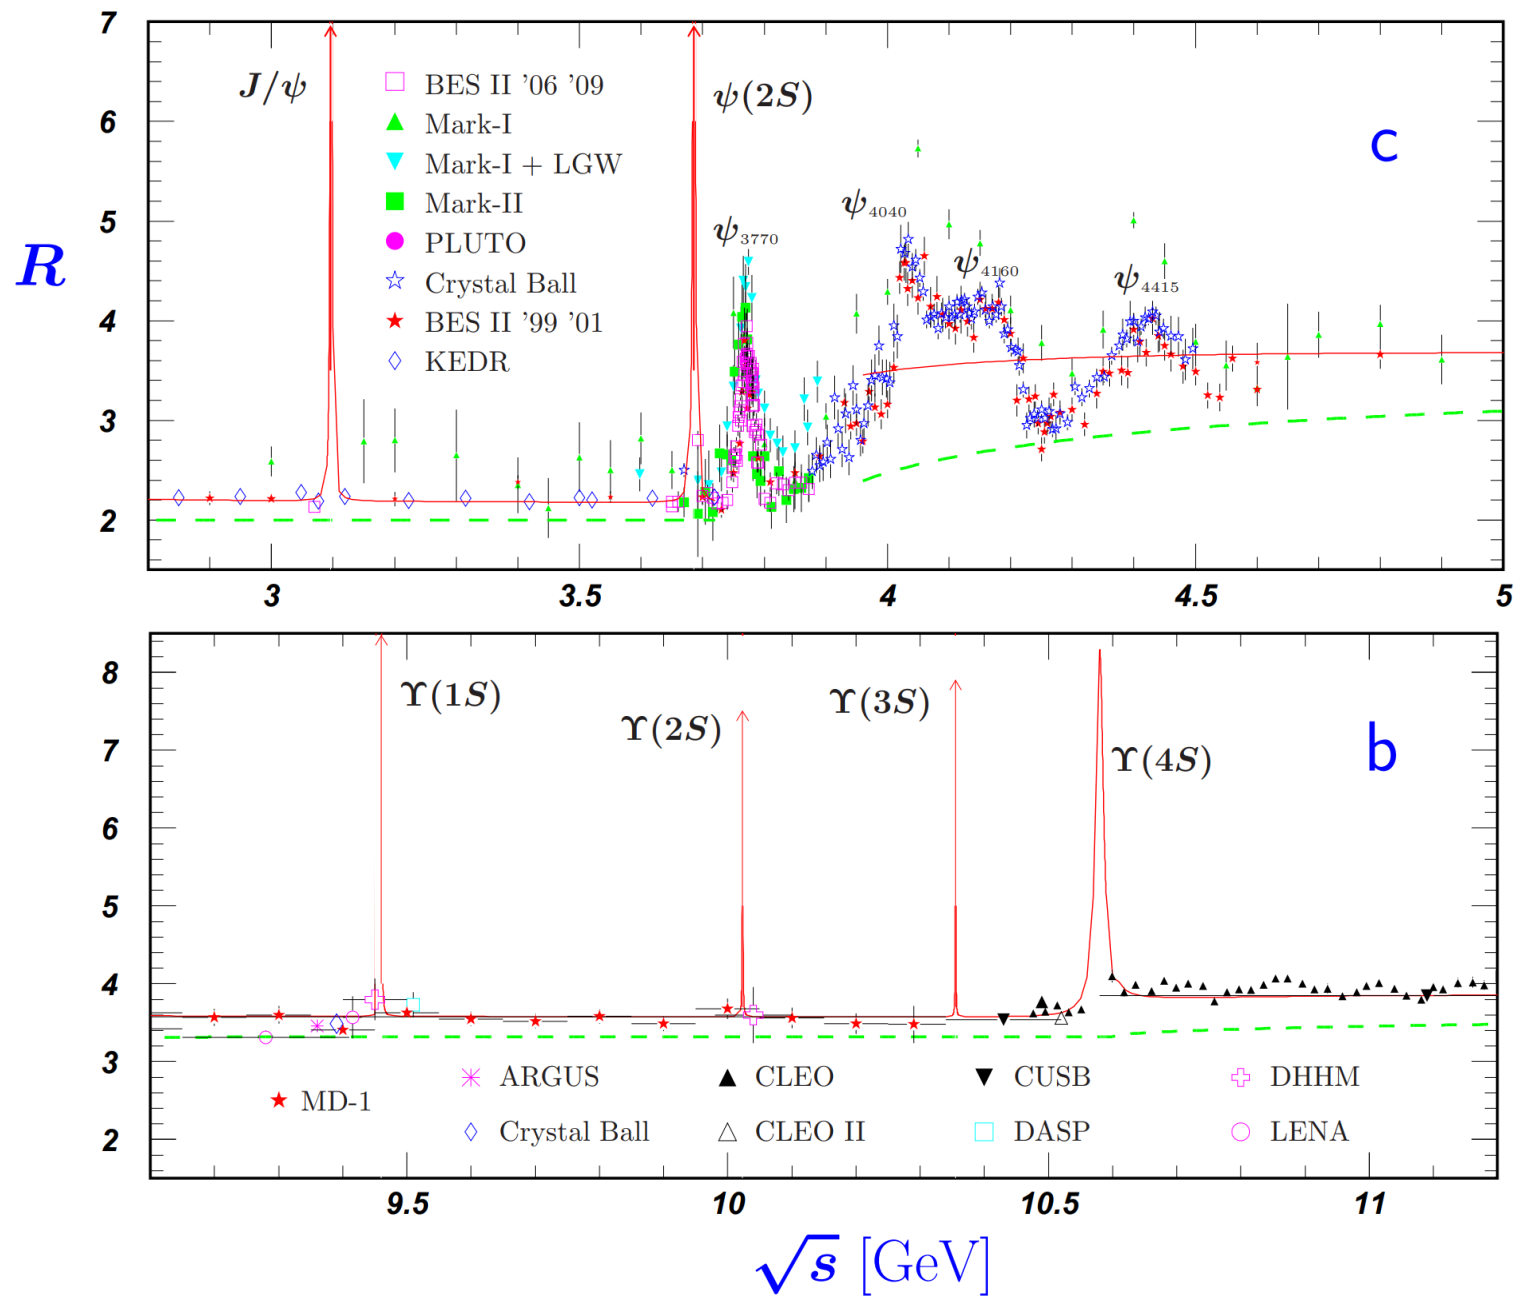 7
J/ψ
BES II '06 '09
ψ(2S)
Mark-I
6
c
Mark-I + LGW
Mark-II
ψ4040
5
ψ3770
PLUTO
R
ψ4160
Crystal Ball
ψ4415
4
BES II '99 '01
KEDR
3
2
3
3.5
4
4.5
5
8
ϒ(1S)
ϒ(2S)
ϒ(3S)
7
ϒ(4S)
b
6
5
4
3
MD-1
ARGUS
CLEO
CUSB
DHHM
Crystal Ball
CLEO II
DASP
LENA
2
9.5
10
10.5
11
√s [GeV]